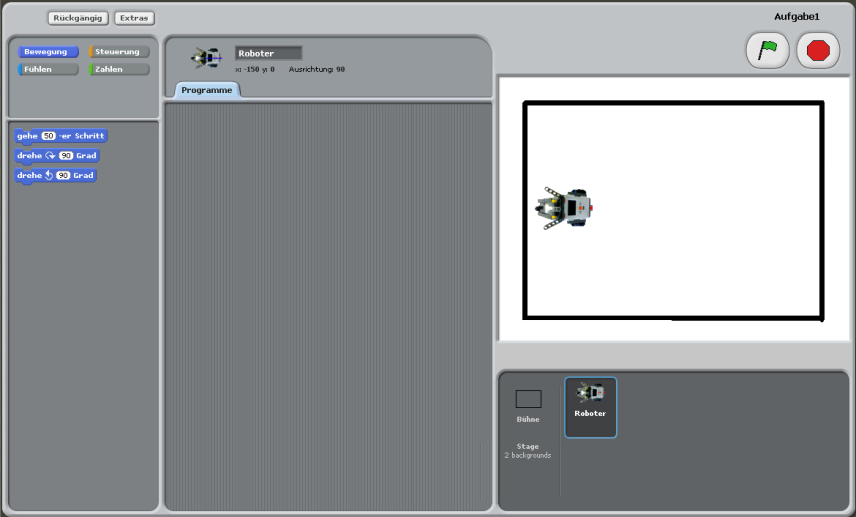 Rückgängig Extras
Aufgabe1
Bewegung Steuerung
Fühlen Zahlen
Roboter
x: -150 y: 0 Ausrichtung: 90
Programme
gehe 50 -er Schritt
drehe 90 Grad
drehe 90 Grad
Bühne
Roboter
Stage
2 backgrounds